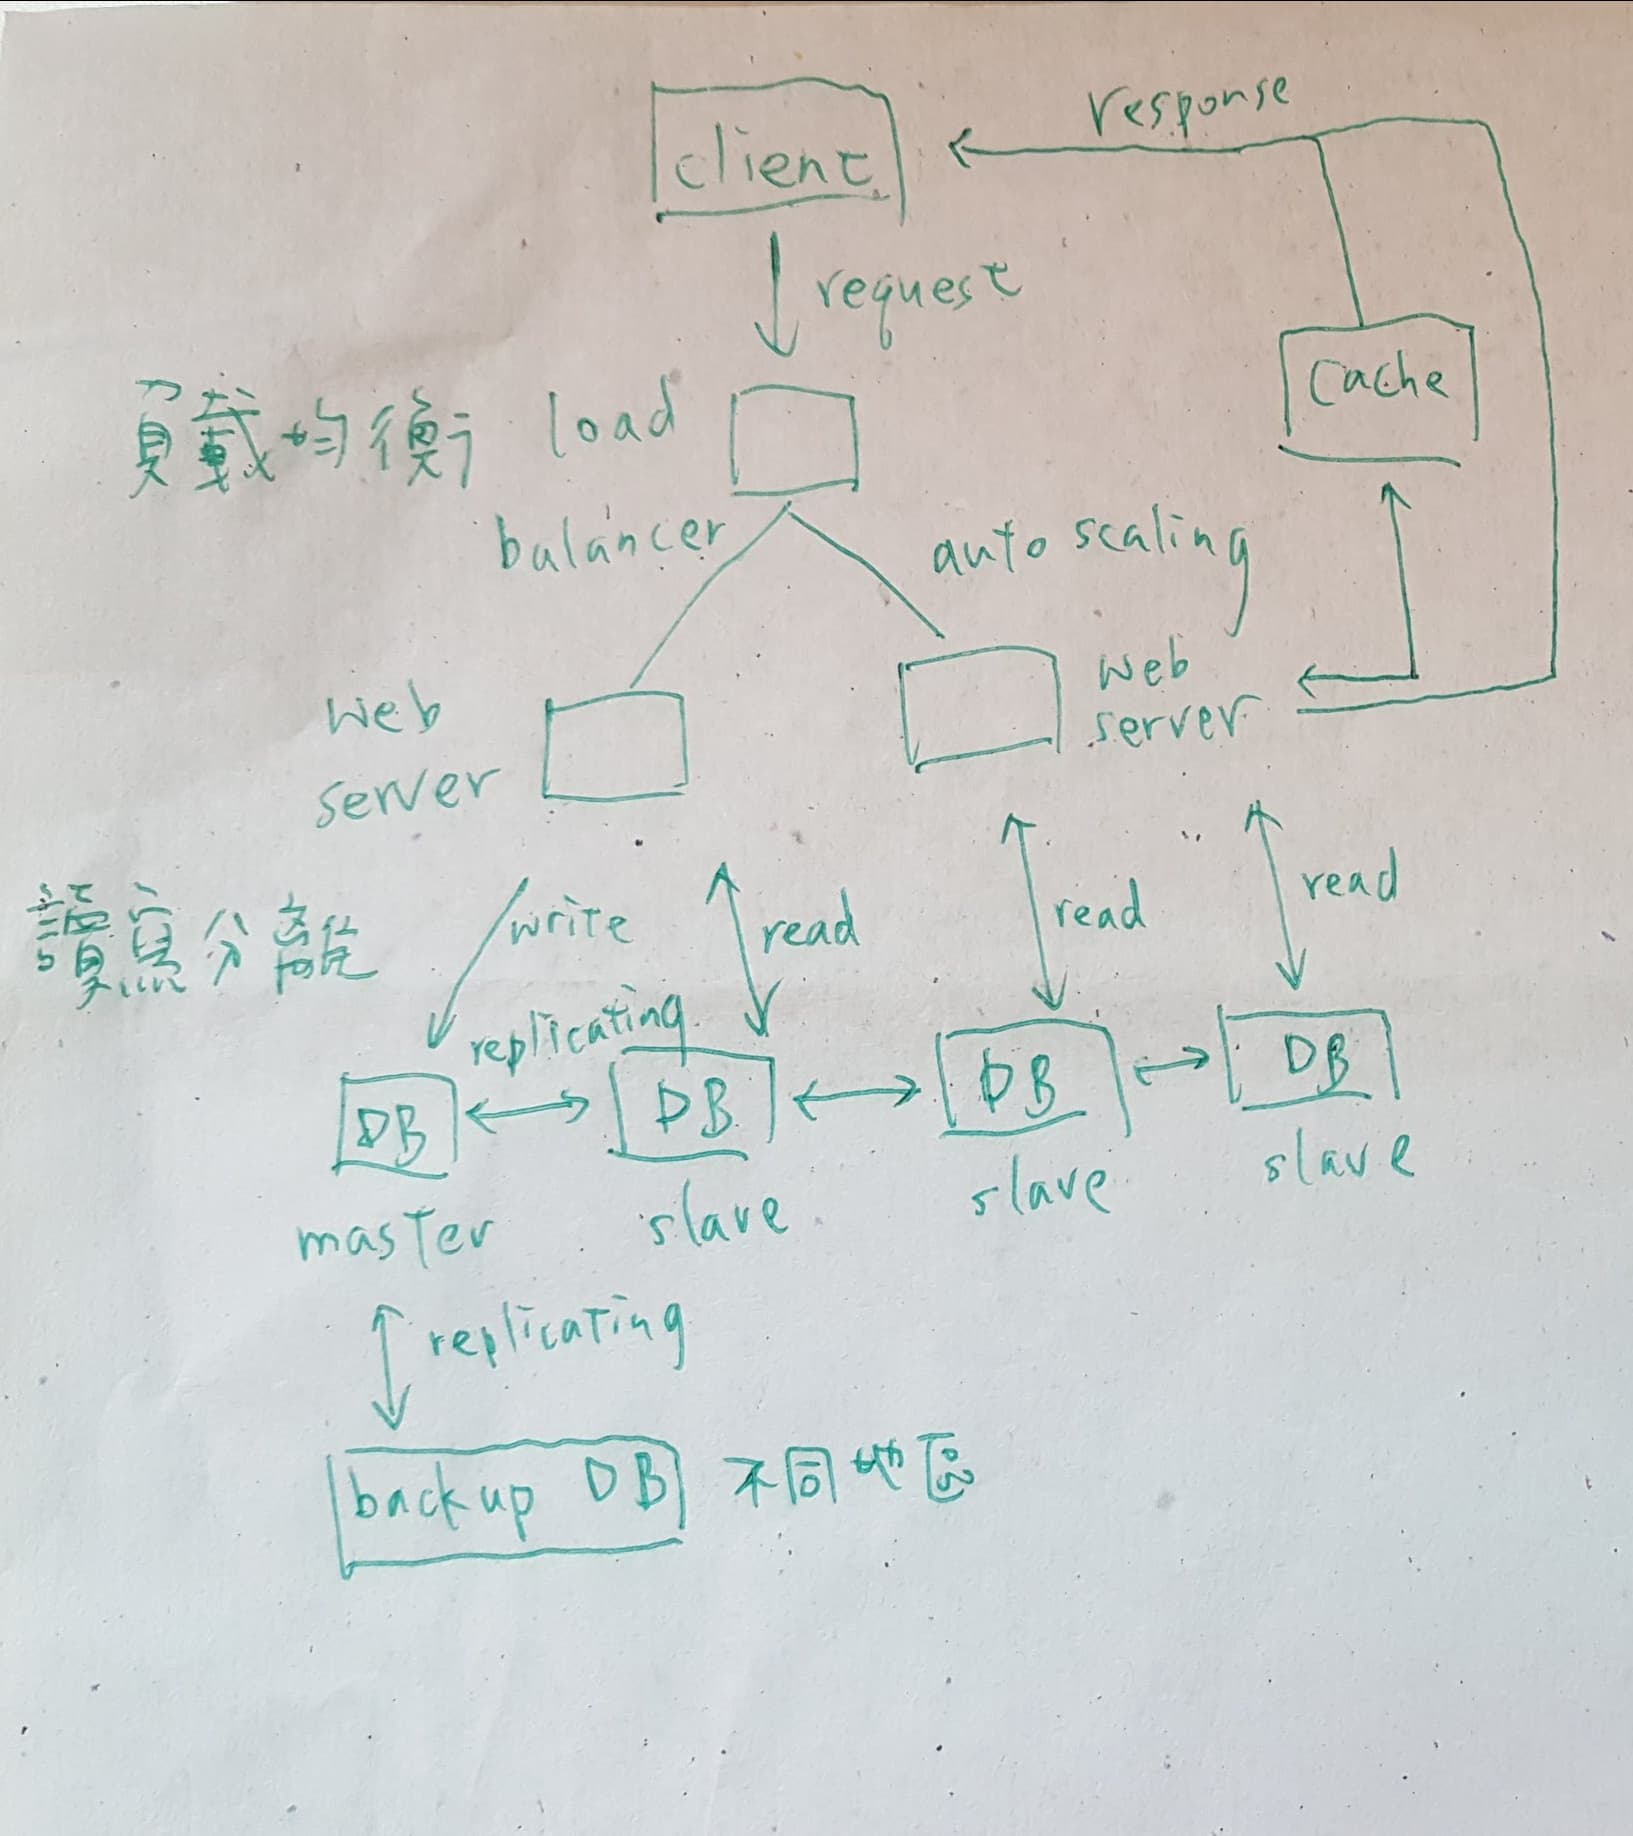 client
response
request
cache
負載均衡 load
balancer
auto scaling
web
server
web
server
讀寫分離
write
read
read
read
replicating
DB
DB
DB
DB
master
slave
slave
slave
replicating
backup DB 不同地區